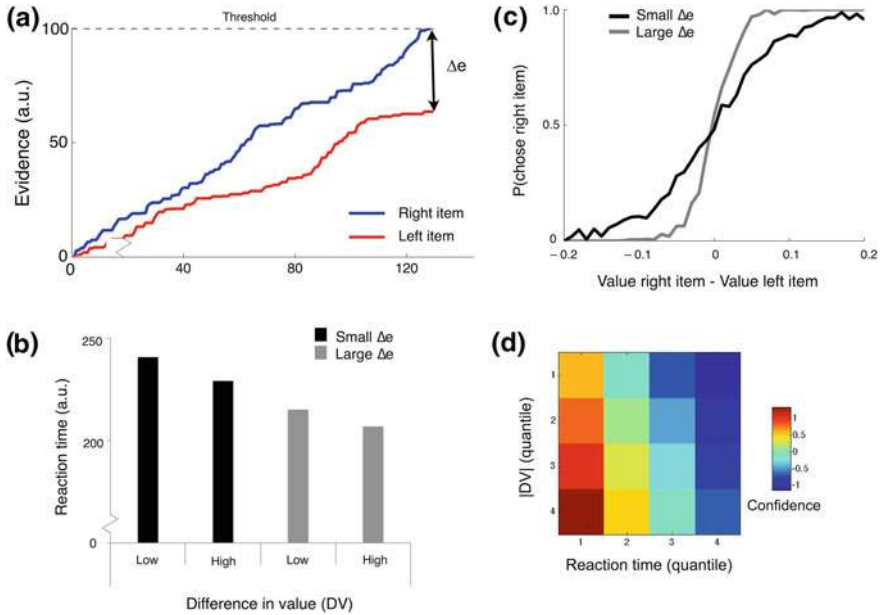 (a)
Threshold
100
50
0
Evidence (a.u.)
Δe
Right item
Left item
0
40
80
120
(c)
Small Δe
Large Δe
1.0
0.5
0
P(chose right item)
−0.2
−0.1
0
0.1
0.2
Value right item - Value left item
(b)
250
200
0
Reaction time (a.u.)
Small Δe
Large Δe
Low
High
Low
High
Difference in value (DV)
(d)
1
2
3
4
|DV| (quantile)
1
2
3
4
Reaction time (quantile)
1
0.5
0
-0.5
-1
Confidence